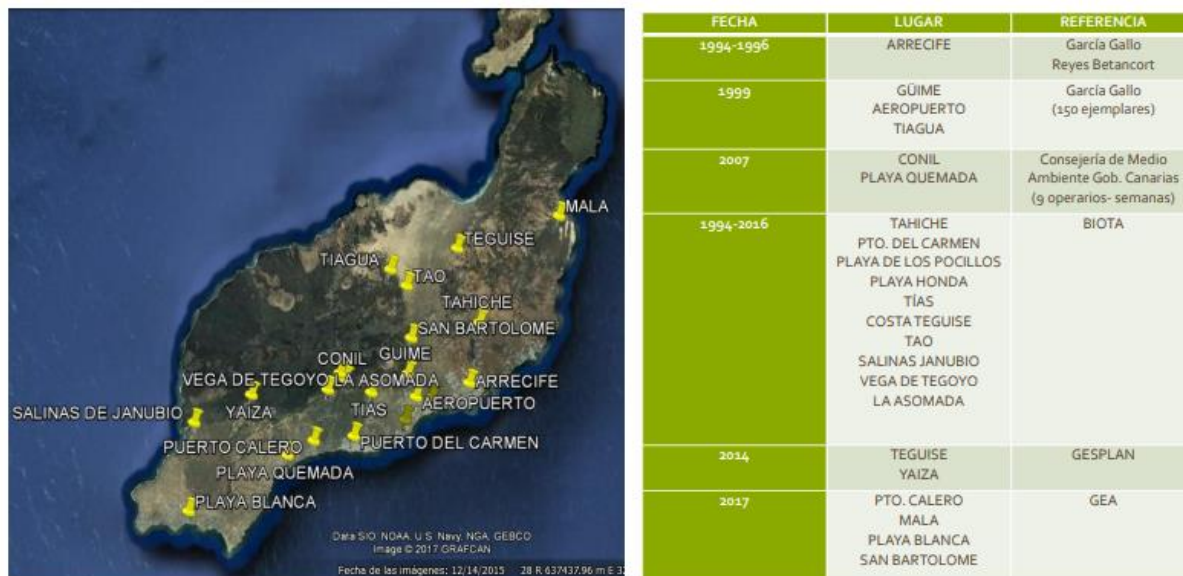 MALA
TEGUISE
TIAGUA
TAO
TAHICHE
SAN BARTOLOME
GUIME
CONIL
VEGA DE TEGOYO LA ASOMADA
ARRECIFE
AEROPUERTO
SALINAS DE JANUBIO
YAIZA
TIAS
PUERTO CALERO
PUERTO DEL CARMEN
PLAYA QUEMADA
PLAYA BLANCA
Data SIO, NOAA, U.S. Navy, NGA, GEBCO
Image © 2017 GRAFCAN
Fecha de las imágenes: 12/14/2015 28 R 637437.96 m E
FECHA LUGAR REFERENCIA
1994-1996 ARRECIFE García Gallo
Reyes Betancort
1999 GÜIME García Gallo
AEROPUERTO (150 ejemplares)
TIAGUA
2007 CONIL Consejería de Medio
PLAYA QUEMADA Ambiente Gob. Canarias
(9 operarios- semanas)
1994-2016 TAHICHE BIOTA
PTO. DEL CARMEN
PLAYA DE LOS POCILLOS
PLAYA HONDA
TÍAS
COSTA TEGUISE
TAO
SALINAS JANUBIO
VEGA DE TEGOYO
LA ASOMADA
2014 TEGUISE GESPLAN
YAIZA
2017 PTO. CALERO GEA
MALA
PLAYA BLANCA
SAN BARTOLOME